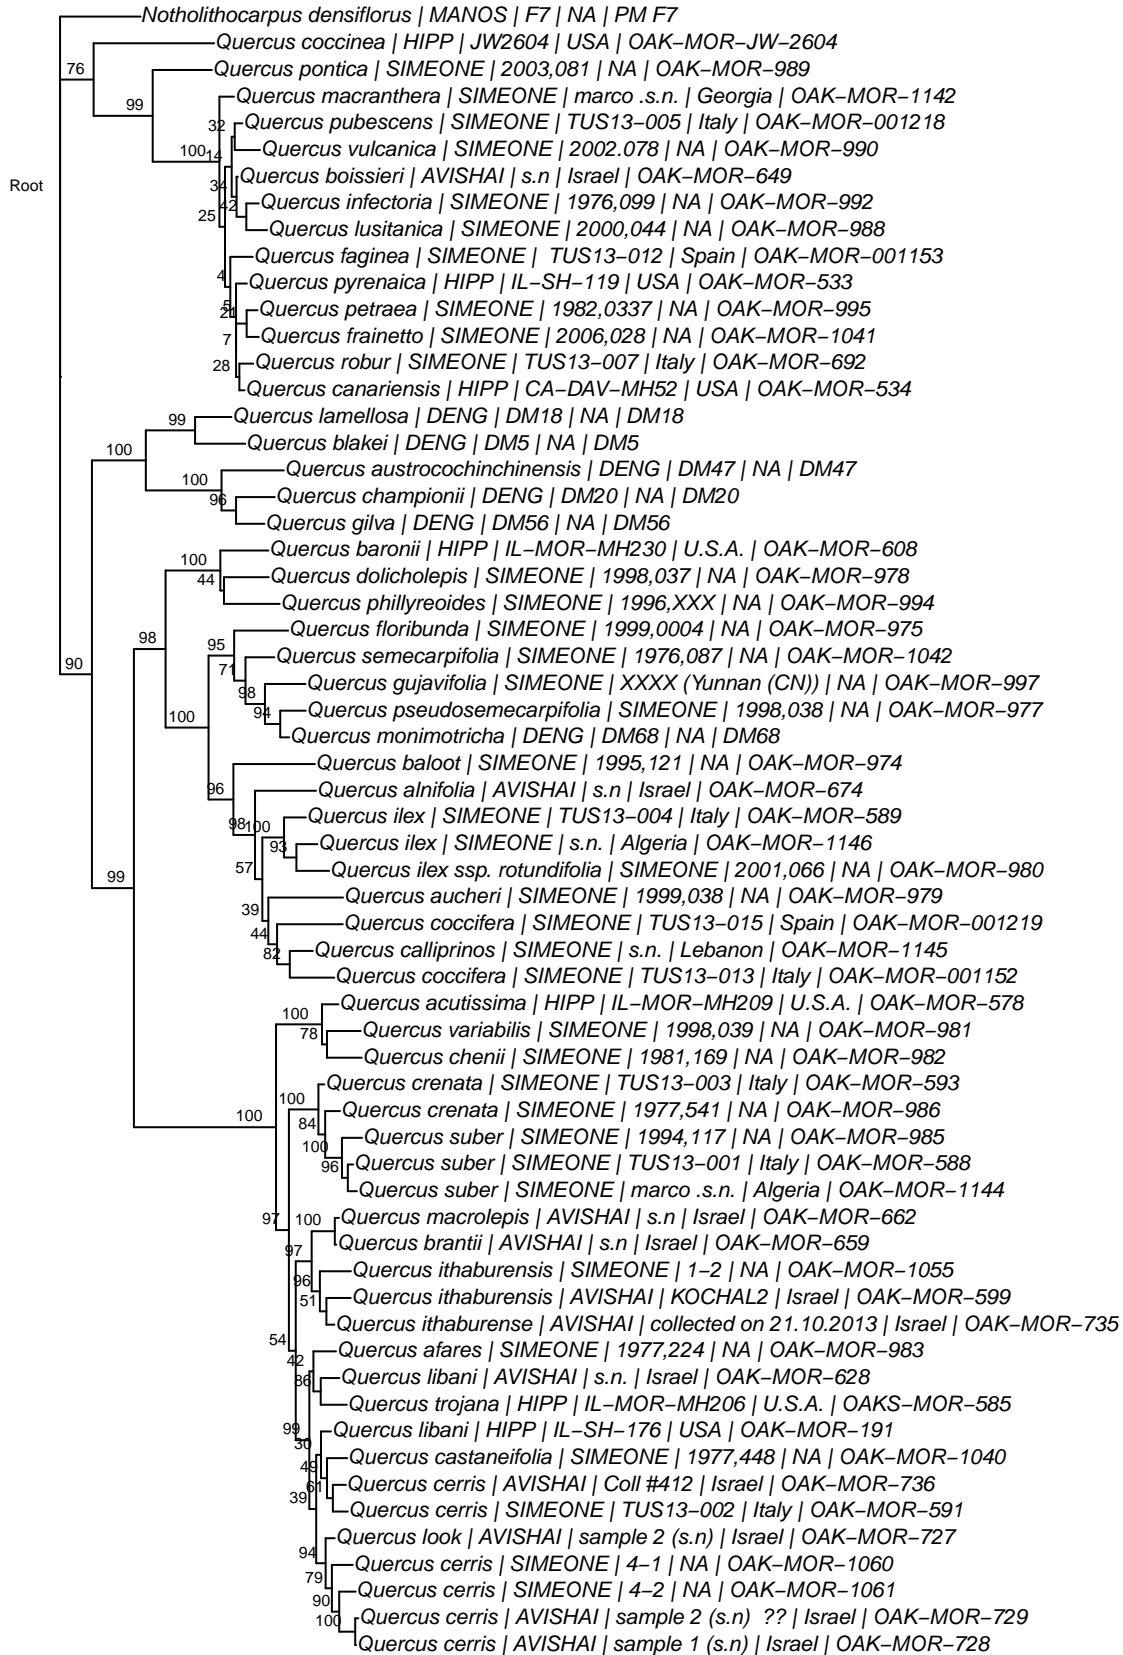 Notholithocarpus densiflorus | MANOS | F7 | NA | PM F7
Quercus coccinea | HIPP | JW2604 | USA | OAK−MOR−JW−2604
76
Quercus pontica | SIMEONE | 2003,081 | NA | OAK−MOR−989
99
Quercus macranthera | SIMEONE | marco .s.n. | Georgia | OAK−MOR−1142
32
Quercus pubescens | SIMEONE | TUS13−005 | Italy | OAK−MOR−001218
100
14
Quercus vulcanica | SIMEONE | 2002.078 | NA | OAK−MOR−990
Root
34
Quercus boissieri | AVISHAI | s.n | Israel | OAK−MOR−649
42
Quercus infectoria | SIMEONE | 1976,099 | NA | OAK−MOR−992
25
Quercus lusitanica | SIMEONE | 2000,044 | NA | OAK−MOR−988
Quercus faginea | SIMEONE |  TUS13−012 | Spain | OAK−MOR−001153
4
Quercus pyrenaica | HIPP | IL−SH−119 | USA | OAK−MOR−533
5
21
Quercus petraea | SIMEONE | 1982,0337 | NA | OAK−MOR−995
7
Quercus frainetto | SIMEONE | 2006,028 | NA | OAK−MOR−1041
28
Quercus robur | SIMEONE | TUS13−007 | Italy | OAK−MOR−692
Quercus canariensis | HIPP | CA−DAV−MH52 | USA | OAK−MOR−534
99
Quercus lamellosa | DENG | DM18 | NA | DM18
100
Quercus blakei | DENG | DM5 | NA | DM5
100
Quercus austrocochinchinensis | DENG | DM47 | NA | DM47
96
Quercus championii | DENG | DM20 | NA | DM20
Quercus gilva | DENG | DM56 | NA | DM56
100
Quercus baronii | HIPP | IL−MOR−MH230 | U.S.A. | OAK−MOR−608
44
Quercus dolicholepis | SIMEONE | 1998,037 | NA | OAK−MOR−978
Quercus phillyreoides | SIMEONE | 1996,XXX | NA | OAK−MOR−994
98
95
Quercus floribunda | SIMEONE | 1999,0004 | NA | OAK−MOR−975
90
71
Quercus semecarpifolia | SIMEONE | 1976,087 | NA | OAK−MOR−1042
98
Quercus gujavifolia | SIMEONE | XXXX (Yunnan (CN)) | NA | OAK−MOR−997
100
94
Quercus pseudosemecarpifolia | SIMEONE | 1998,038 | NA | OAK−MOR−977
Quercus monimotricha | DENG | DM68 | NA | DM68
Quercus baloot | SIMEONE | 1995,121 | NA | OAK−MOR−974
96
Quercus alnifolia | AVISHAI | s.n | Israel | OAK−MOR−674
98
100
Quercus ilex | SIMEONE | TUS13−004 | Italy | OAK−MOR−589
93
Quercus ilex | SIMEONE | s.n. | Algeria | OAK−MOR−1146
57
Quercus ilex ssp. rotundifolia | SIMEONE | 2001,066 | NA | OAK−MOR−980
99
39
Quercus aucheri | SIMEONE | 1999,038 | NA | OAK−MOR−979
44
Quercus coccifera | SIMEONE | TUS13−015 | Spain | OAK−MOR−001219
82
Quercus calliprinos | SIMEONE | s.n. | Lebanon | OAK−MOR−1145
Quercus coccifera | SIMEONE | TUS13−013 | Italy | OAK−MOR−001152
100
Quercus acutissima | HIPP | IL−MOR−MH209 | U.S.A. | OAK−MOR−578
78
Quercus variabilis | SIMEONE | 1998,039 | NA | OAK−MOR−981
Quercus chenii | SIMEONE | 1981,169 | NA | OAK−MOR−982
100
Quercus crenata | SIMEONE | TUS13−003 | Italy | OAK−MOR−593
100
84
Quercus crenata | SIMEONE | 1977,541 | NA | OAK−MOR−986
100
Quercus suber | SIMEONE | 1994,117 | NA | OAK−MOR−985
96
Quercus suber | SIMEONE | TUS13−001 | Italy | OAK−MOR−588
Quercus suber | SIMEONE | marco .s.n. | Algeria | OAK−MOR−1144
97
100
Quercus macrolepis | AVISHAI | s.n | Israel | OAK−MOR−662
97
Quercus brantii | AVISHAI | s.n | Israel | OAK−MOR−659
96
Quercus ithaburensis | SIMEONE | 1−2 | NA | OAK−MOR−1055
51
Quercus ithaburensis | AVISHAI | KOCHAL2 | Israel | OAK−MOR−599
Quercus ithaburense | AVISHAI | collected on 21.10.2013 | Israel | OAK−MOR−735
54
42
Quercus afares | SIMEONE | 1977,224 | NA | OAK−MOR−983
86
Quercus libani | AVISHAI | s.n. | Israel | OAK−MOR−628
Quercus trojana | HIPP | IL−MOR−MH206 | U.S.A. | OAKS−MOR−585
99
30
Quercus libani | HIPP | IL−SH−176 | USA | OAK−MOR−191
49
Quercus castaneifolia | SIMEONE | 1977,448 | NA | OAK−MOR−1040
61
Quercus cerris | AVISHAI | Coll #412 | Israel | OAK−MOR−736
39
Quercus cerris | SIMEONE | TUS13−002 | Italy | OAK−MOR−591
Quercus look | AVISHAI | sample 2 (s.n) | Israel | OAK−MOR−727
94
Quercus cerris | SIMEONE | 4−1 | NA | OAK−MOR−1060
79
Quercus cerris | SIMEONE | 4−2 | NA | OAK−MOR−1061
90
Quercus cerris | AVISHAI | sample 2 (s.n)  ?? | Israel | OAK−MOR−729
100
Quercus cerris | AVISHAI | sample 1 (s.n) | Israel | OAK−MOR−728